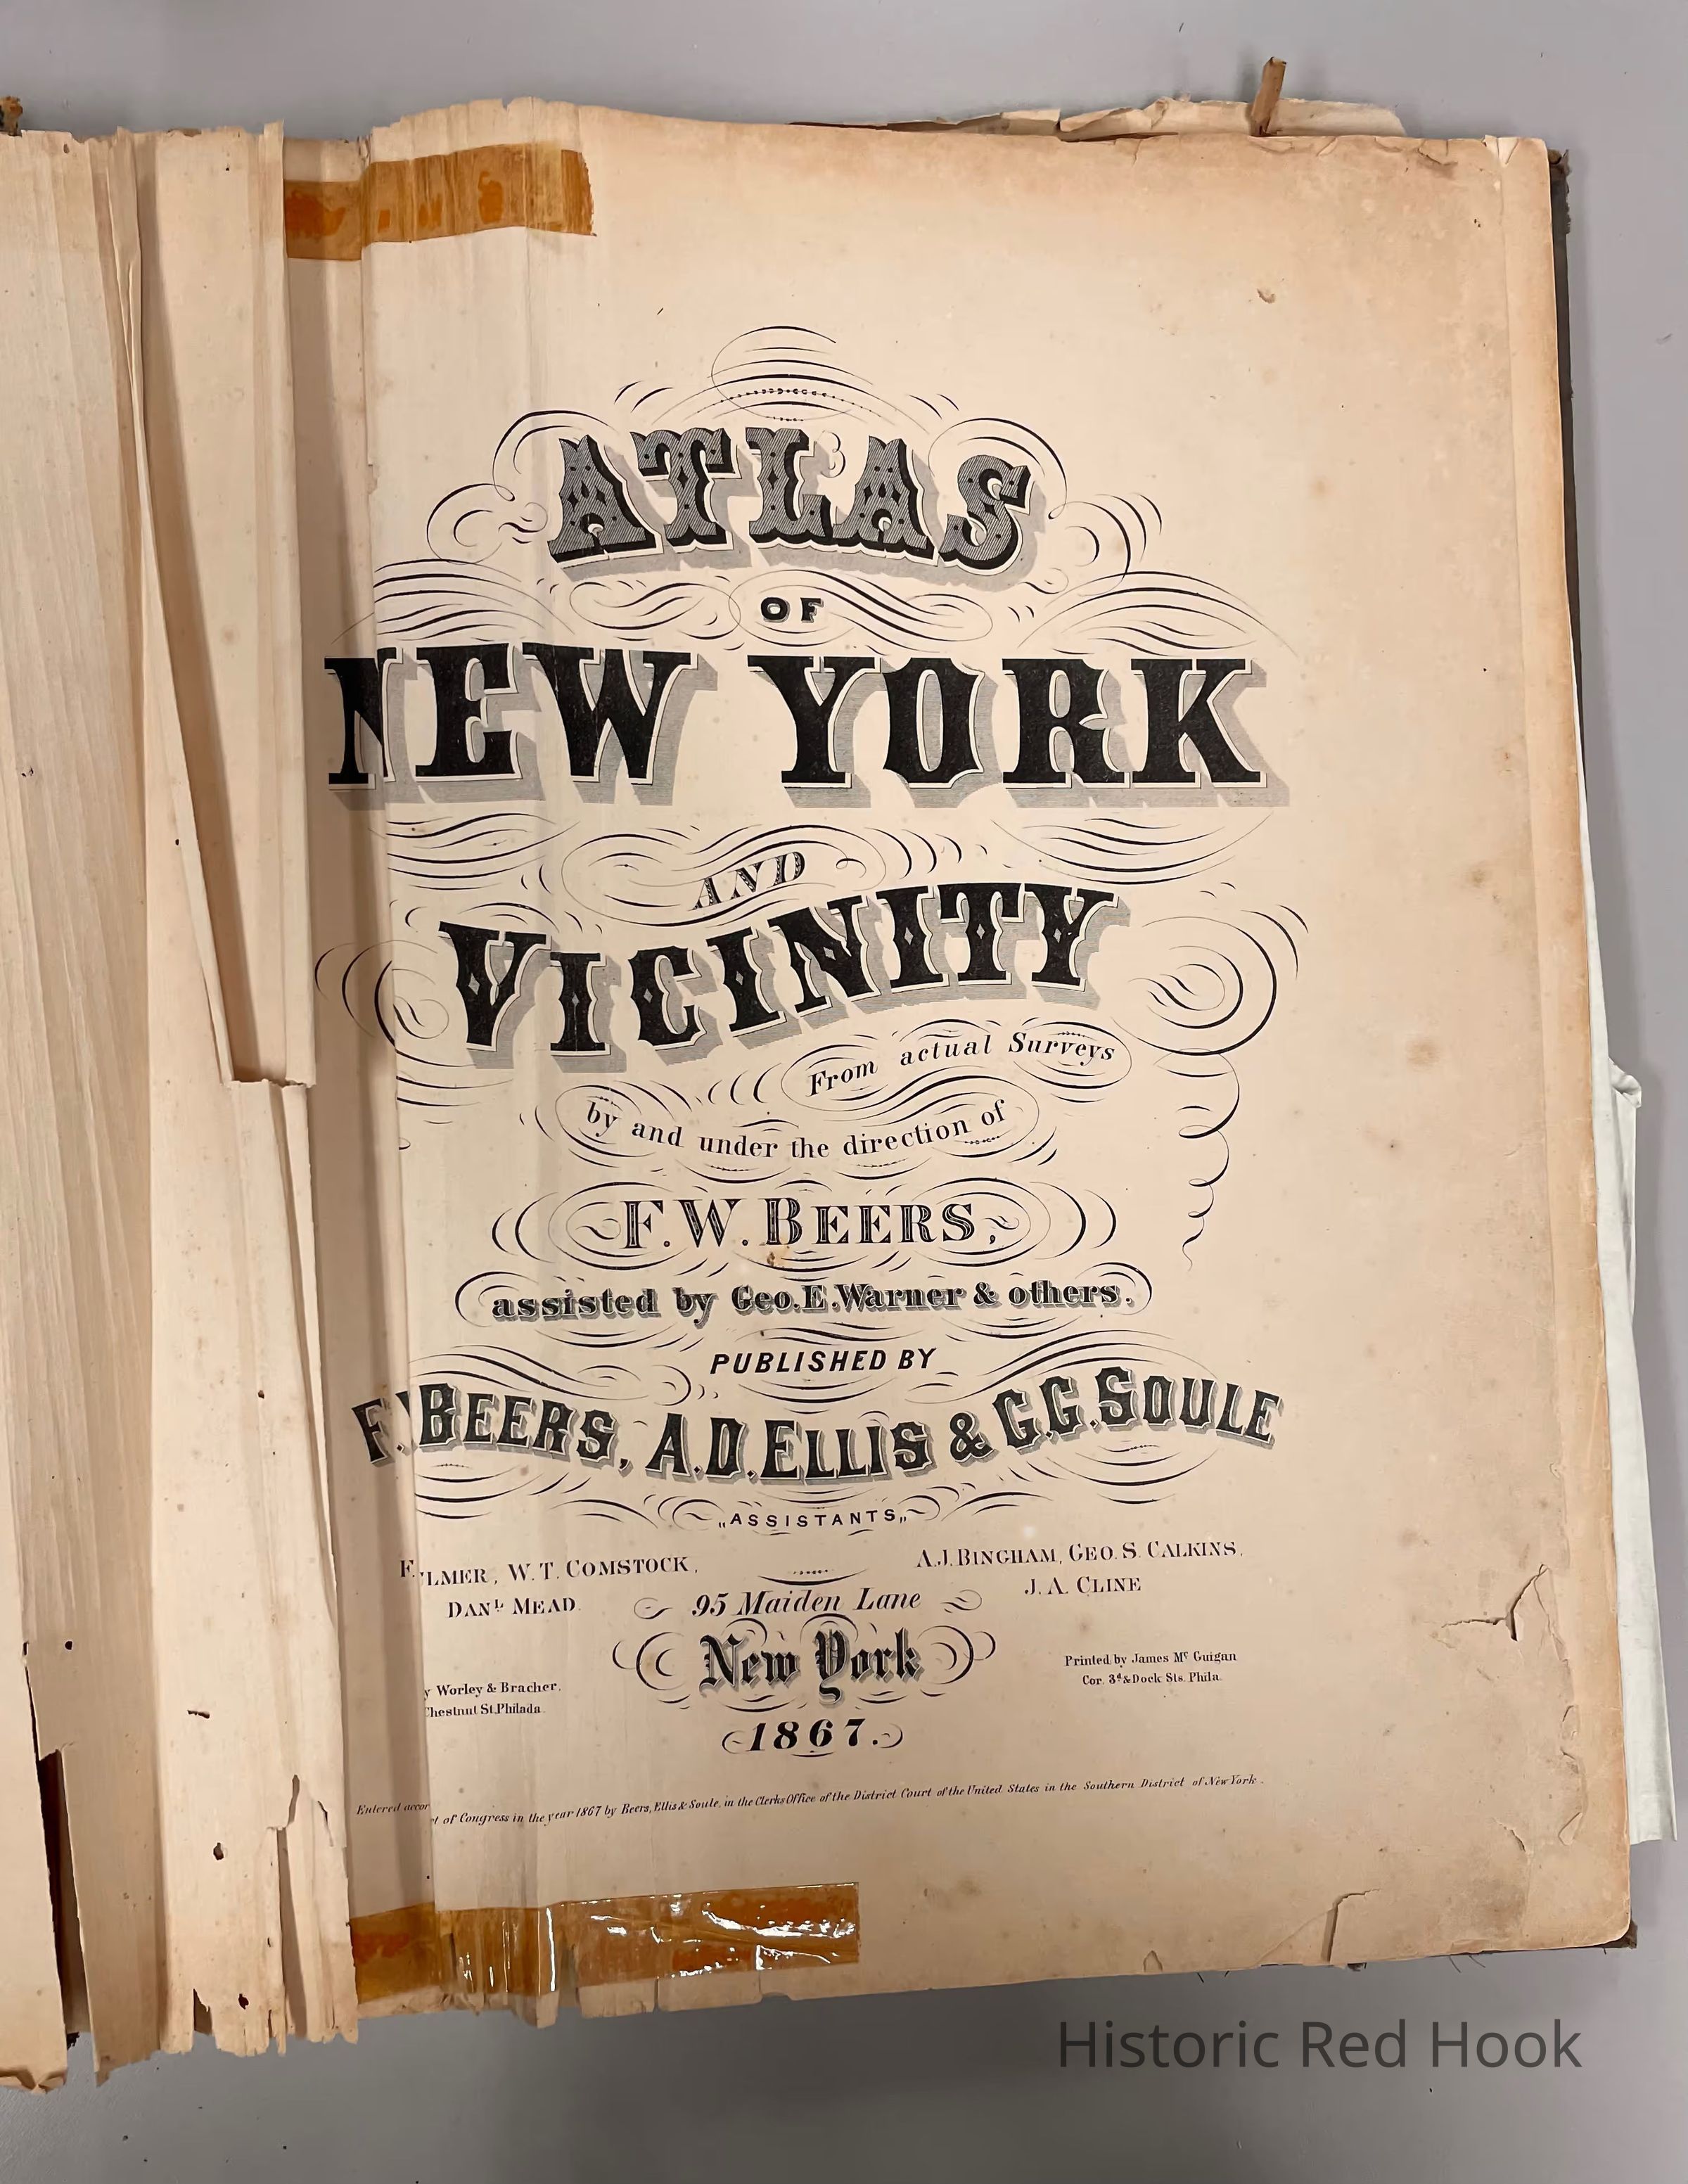 ATLAS
OF
NEW YORK
AND
VICINITY
From actual Surveys
by and under the direction of
F.W. BEERS,
assisted by Geo. E. Warner & others.
PUBLISHED BY
F. BEERS, A.D. ELLIS & G.G. SOULE
„ASSISTANTS„
W. T. COMSTOCK,
A. J. BINGHAM, GEO. S. CALKINS,
DANL. MEAD.
J. A. CLINE
95 Maiden Lane
New York
Worley & Bracher.
Chestnut St. Philada.
Printed by James Mc Guigan
Cor. 3d & Dock Sts. Phila.
1867.
Entered of Congress in the year 1867 by Beers, Ellis & Soule, in the Clerks Office of the District Court of the United States in the Southern District of New York.
Historic Red Hook